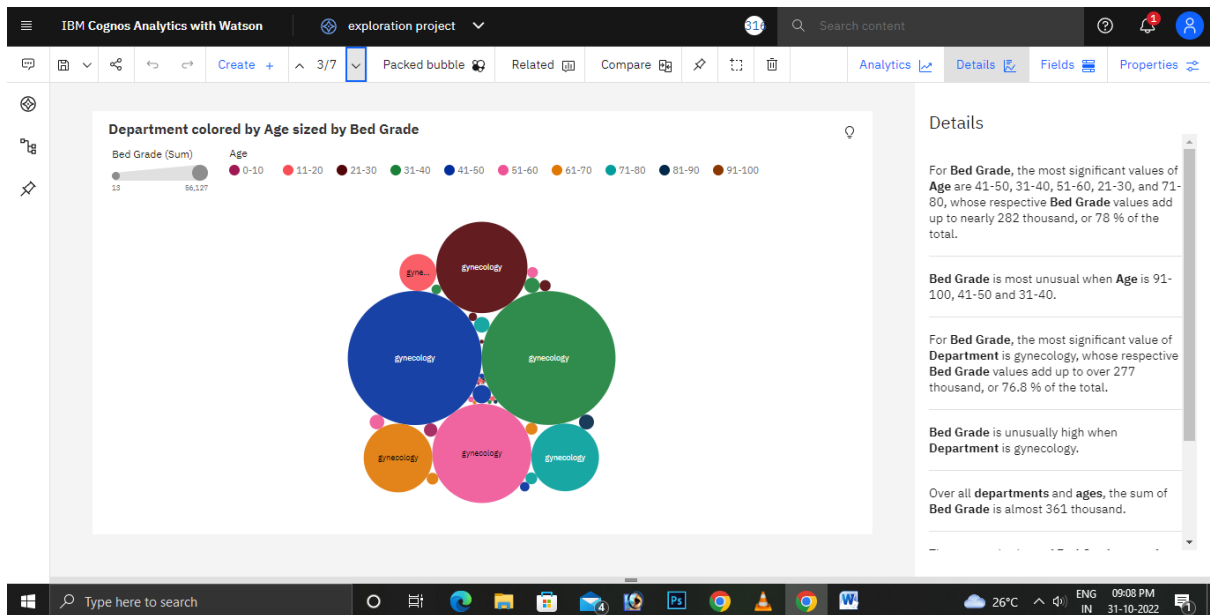 IBM Cognos Analytics with Watson
exploration project
316
Search content
1
Create +
3/7
Packed bubble
Related
Compare
Analytics
Details
Fields
Properties
Department colored by Age sized by Bed Grade
Bed Grade (Sum)
13
56,127
Age
0-10 11-20 21-30 31-40 41-50 51-60 61-70 71-80 81-90 91-100
gyne...
gynecology
gynecology
gynecology
gynecology
gynecology
gynecology
Details
For Bed Grade, the most significant values of
Age are 41-50, 31-40, 51-60, 21-30, and 71-
80, whose respective Bed Grade values add
up to nearly 282 thousand, or 78 % of the
total.
Bed Grade is most unusual when Age is 91-
100, 41-50 and 31-40.
For Bed Grade, the most significant value of
Department is gynecology, whose respective
Bed Grade values add up to over 277
thousand, or 76.8 % of the total.
Bed Grade is unusually high when
Department is gynecology.
Over all departments and ages, the sum of
Bed Grade is almost 361 thousand.
Type here to search
4
Ps
W
26°C
ENG
IN
09:08 PM
31-10-2022
1